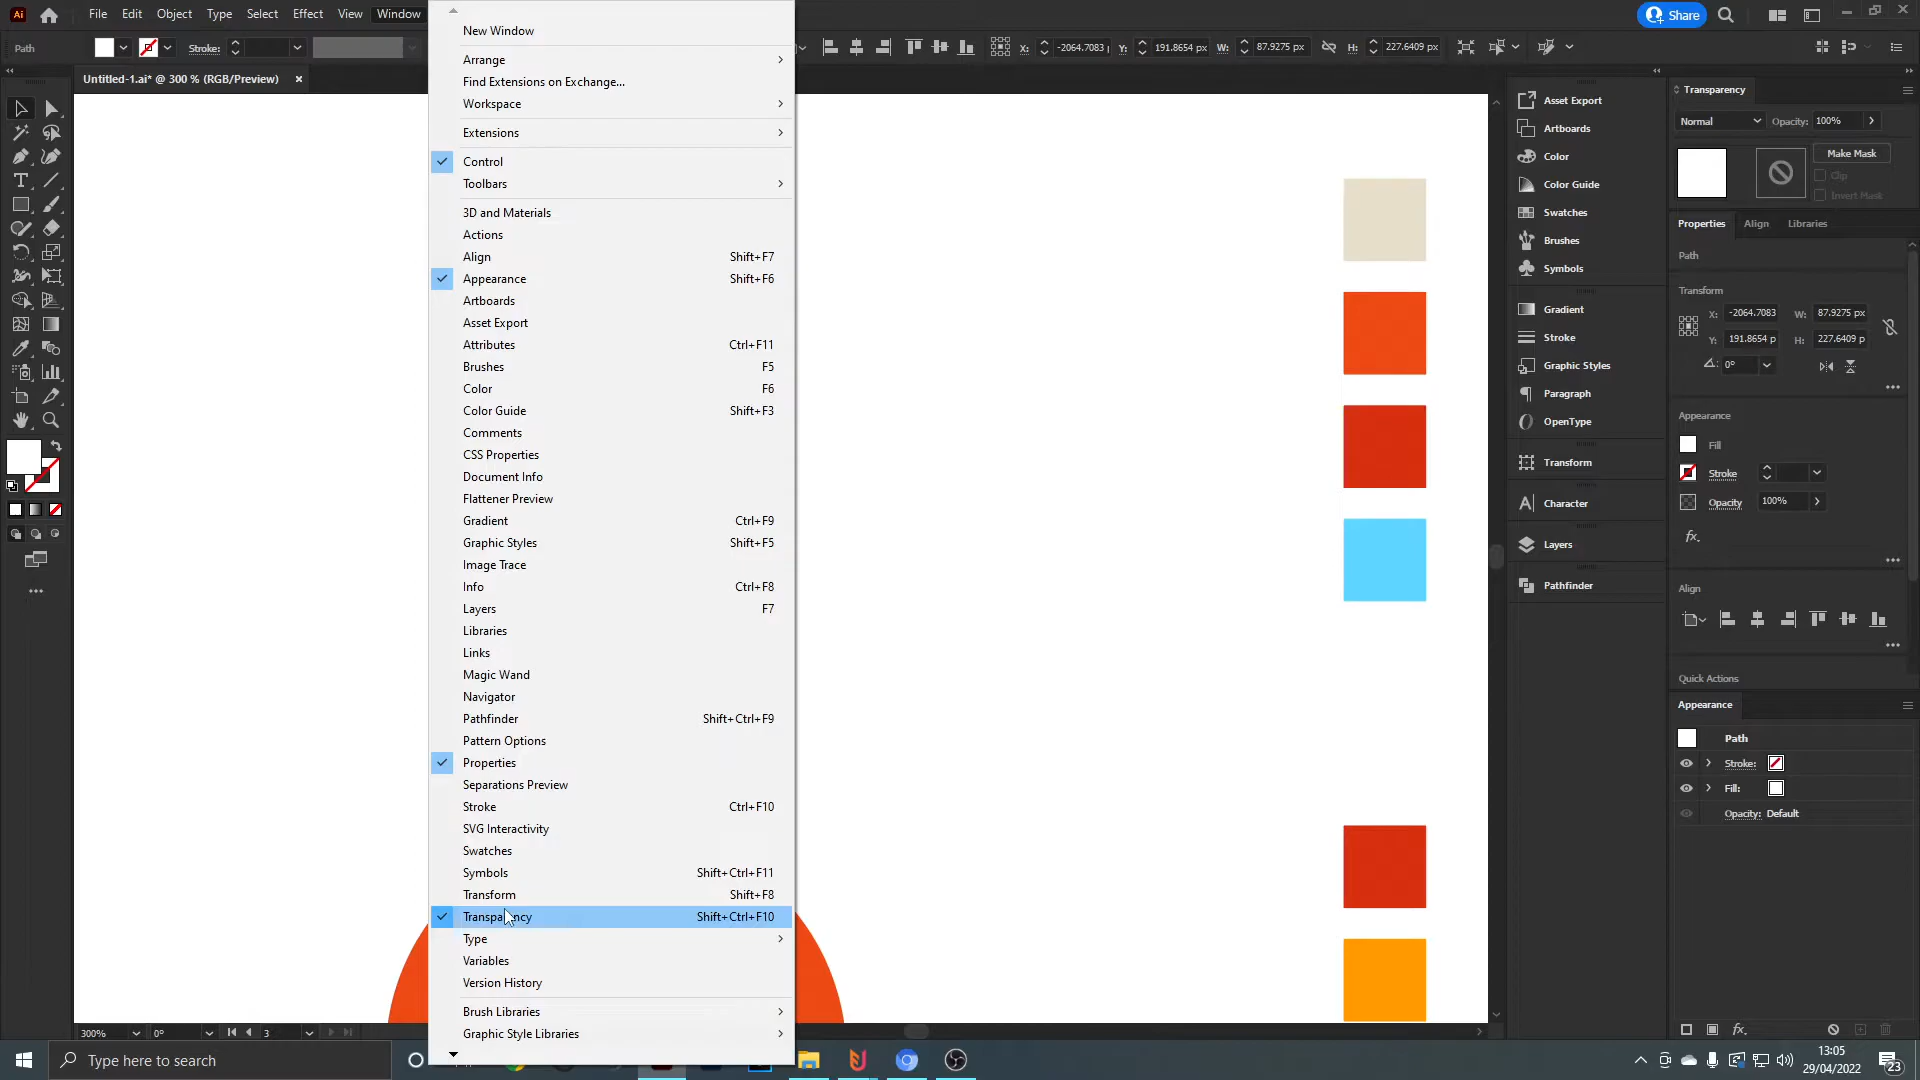 Ai
File
Edit
Object
Type
Select
Effect
View
Window
Share
Path
Stroke:
X:
-2064.7083
Y:
191.8654 px
W:
87.9275 px
H:
227.6409 px
Untitled-1.ai* @ 300 % (RGB/Preview)
New Window
Arrange
Find Extensions on Exchange...
Workspace
Extensions
Control
Toolbars
3D and Materials
Actions
Align Shift+F7
Appearance Shift+F6
Artboards
Asset Export
Attributes Ctrl+F11
Brushes F5
Color F6
Color Guide Shift+F3
Comments
CSS Properties
Document Info
Flattener Preview
Gradient Ctrl+F9
Graphic Styles Shift+F5
Image Trace
Info Ctrl+F8
Layers F7
Libraries
Links
Magic Wand
Navigator
Pathfinder Shift+Ctrl+F9
Pattern Options
Properties
Separations Preview
Stroke Ctrl+F10
SVG Interactivity
Swatches
Symbols Shift+Ctrl+F11
Transform Shift+F8
Transparency Shift+Ctrl+F10
Type
Variables
Version History
Brush Libraries
Graphic Style Libraries
Asset Export
Artboards
Color
Color Guide
Swatches
Brushes
Symbols
Gradient
Stroke
Graphic Styles
Paragraph
OpenType
Transform
Character
Layers
Pathfinder
Transparency
Normal
Opacity: 100%
Make Mask
Clip
Invert Mask
Properties
Align
Libraries
Path
Transform
X: -2064.7083
W: 87.9275 px
Y: 191.8654 p
H: 227.6409 p
0°
Appearance
Fill
Stroke
Opacity 100%
fx.
Align
Quick Actions
Appearance
Path
Stroke:
Fill:
Opacity: Default
fx.
300%
0°
3
Type here to search
13:05
29/04/2022
23